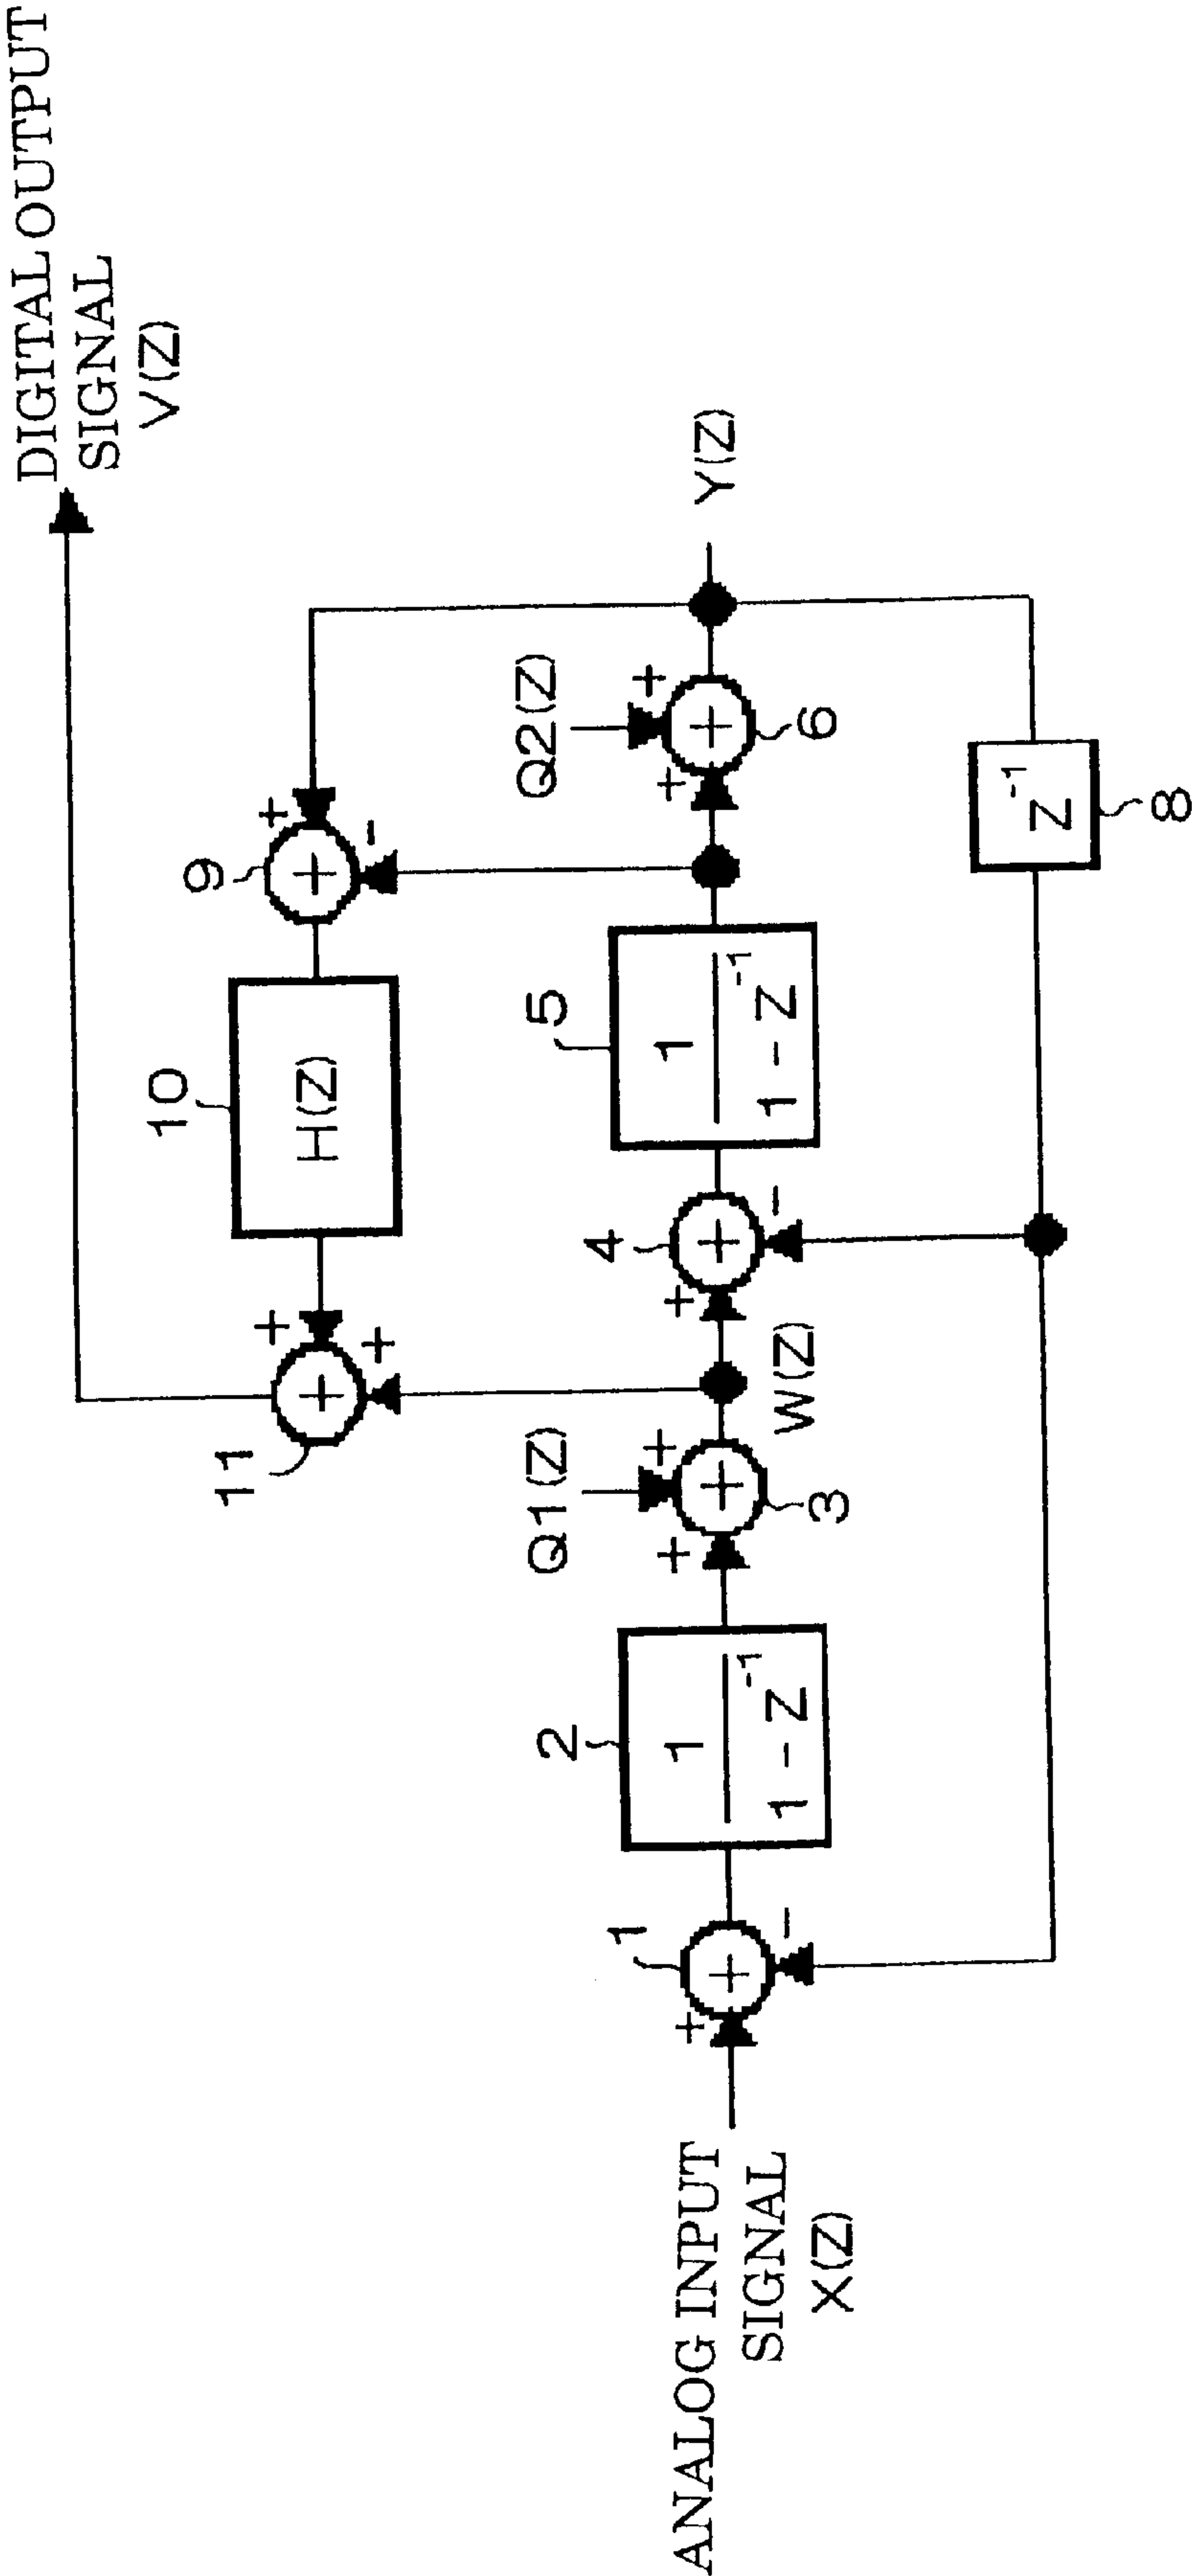 DIGITAL OUTPUT
SIGNAL
V(Z)
11
+
+
+
10
H(Z)
9
+
-
+
ANALOG INPUT
SIGNAL
X(Z)
+
1
+
-
2
1
1 - Z^-1
Q1(Z)
+
+
+
3
W(Z)
4
+
+
-
5
1
1 - Z^-1
Q2(Z)
+
+
+
6
Y(Z)
Z^-1
8